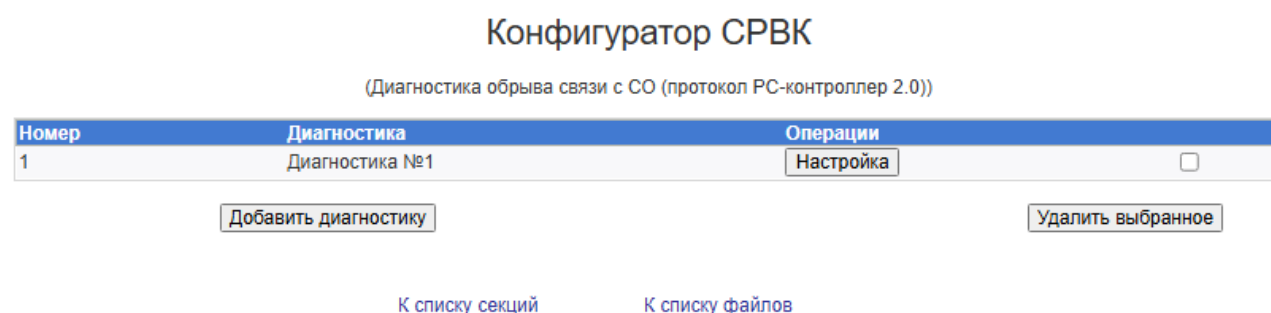 Конфигуратор СРВК
(Диагностика обрыва связи с СО (протокол РС-контроллер 2.0))
Номер Диагностика Операции
1 Диагностика №1 Настройка
Добавить диагностику Удалить выбранное
К списку секций К списку файлов